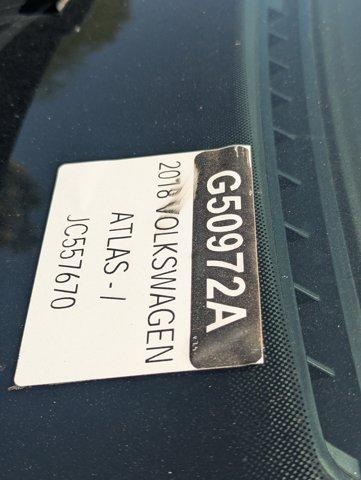 G50972A
2018 VOLKSWAGEN
ATLAS - /
JC557670